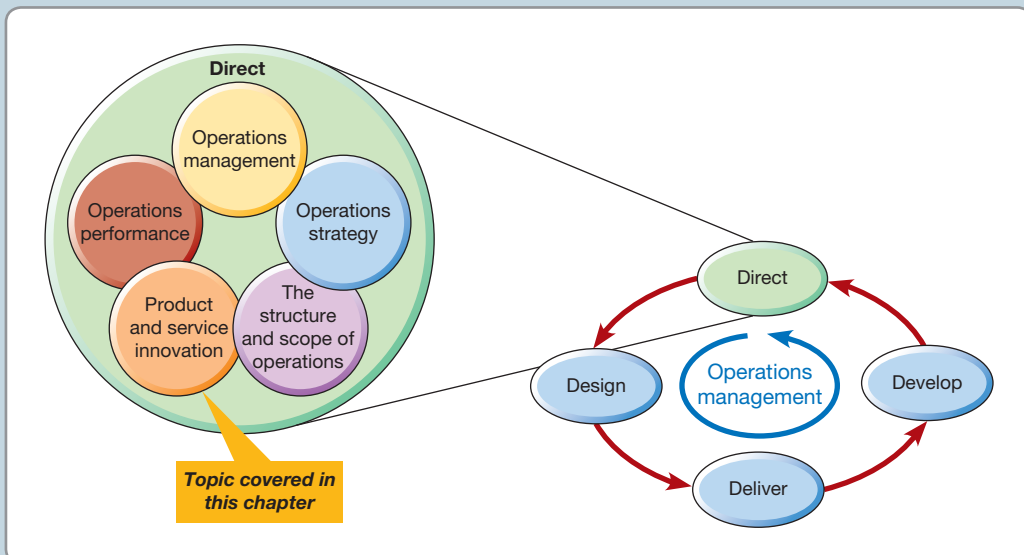 Direct
Operations
management
Operations
performance
Operations
strategy
Product
and service
innovation
The
structure
and scope of
operations
Topic covered in
this chapter
Direct
Design
Operations
management
Develop
Deliver